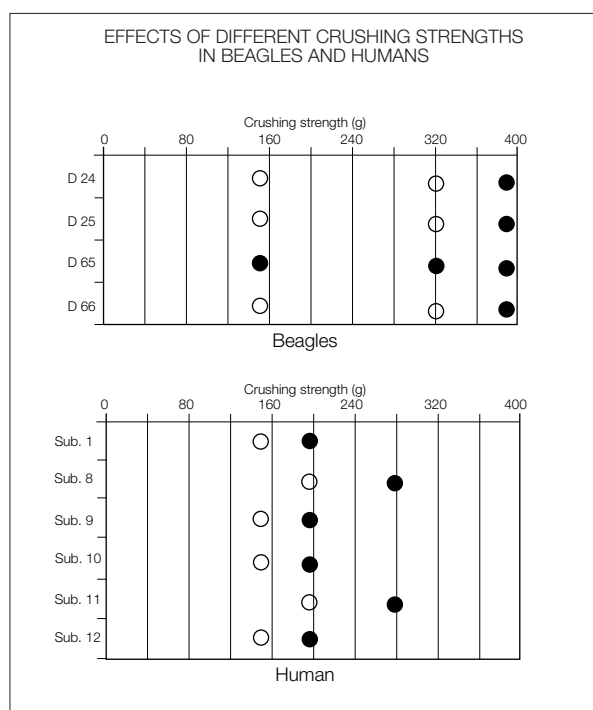 EFFECTS OF DIFFERENT CRUSHING STRENGTHS
IN BEAGLES AND HUMANS
Crushing strength (g)
0 80 160 240 320 400
D 24
D 25
D 65
D 66
Beagles
Crushing strength (g)
0 80 160 240 320 400
Sub. 1
Sub. 8
Sub. 9
Sub. 10
Sub. 11
Sub. 12
Human